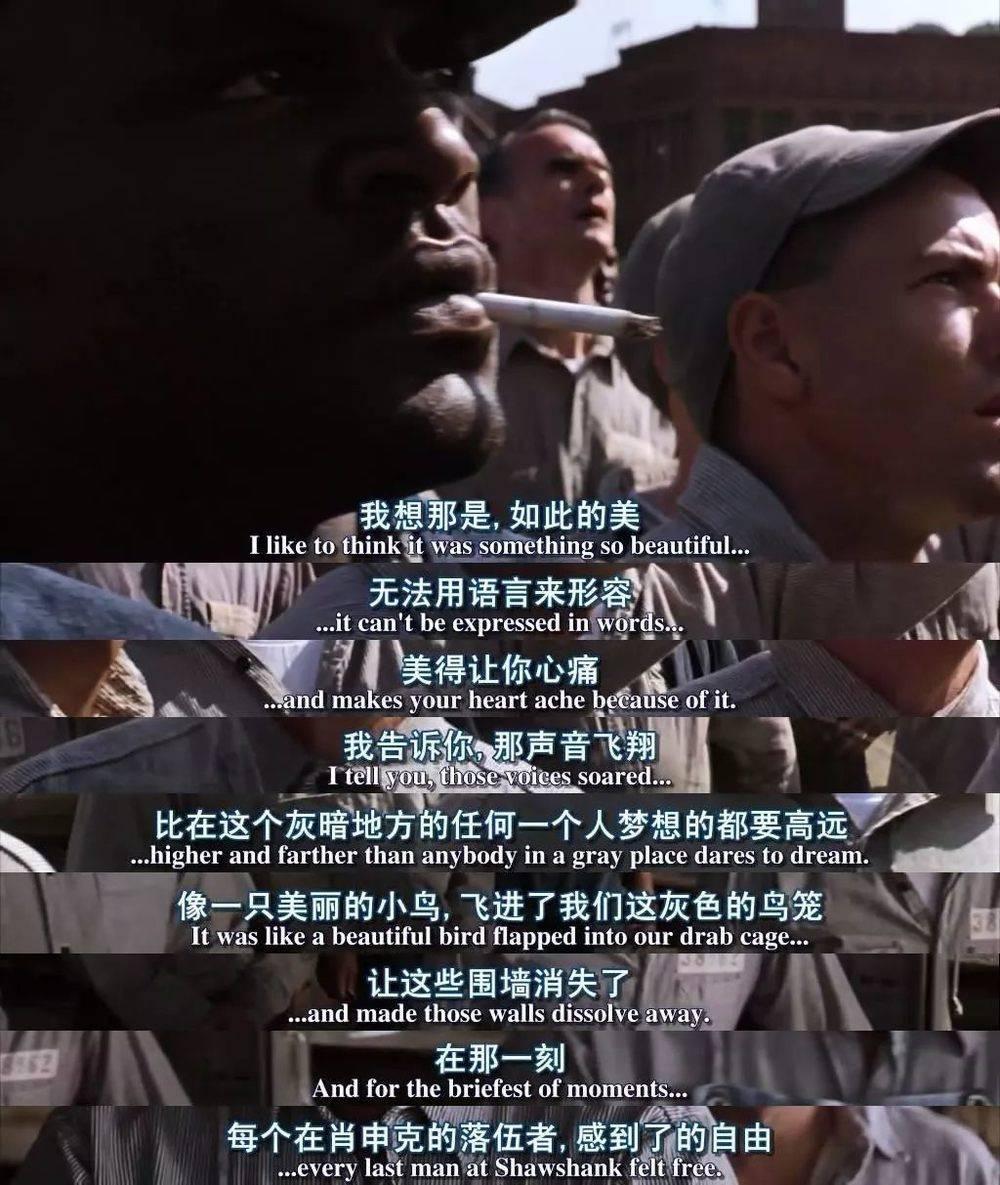 我想那是,如此的美
I like to think it was something so beautiful...
无法用语言来形容
...it can't be expressed in words...
美得让你心痛
...and makes your heart ache because of it.
我告诉你,那声音飞翔
I tell you, those voices soared...
比在这个灰暗地方的任何一个人梦想的都要高远
...higher and farther than anybody in a gray place dares to dream.
像一只美丽的小鸟,飞进了我们这灰色的鸟笼
It was like a beautiful bird flapped into our drab cage...
让这些围墙消失了
...and made those walls dissolve away.
在那一刻
And for the briefest of moments...
每个在肖申克的落伍者,感到了的自由
...every last man at Shawshank felt free.